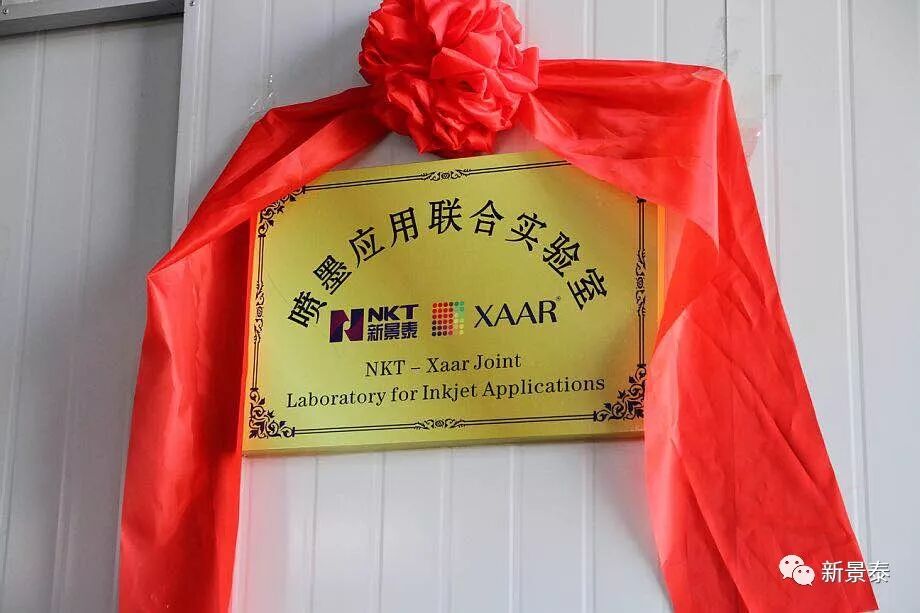 喷墨应用联合实验室
NKT
新景泰
XAAR®
NKT – Xaar Joint
Laboratory for Inkjet Applications
新景泰